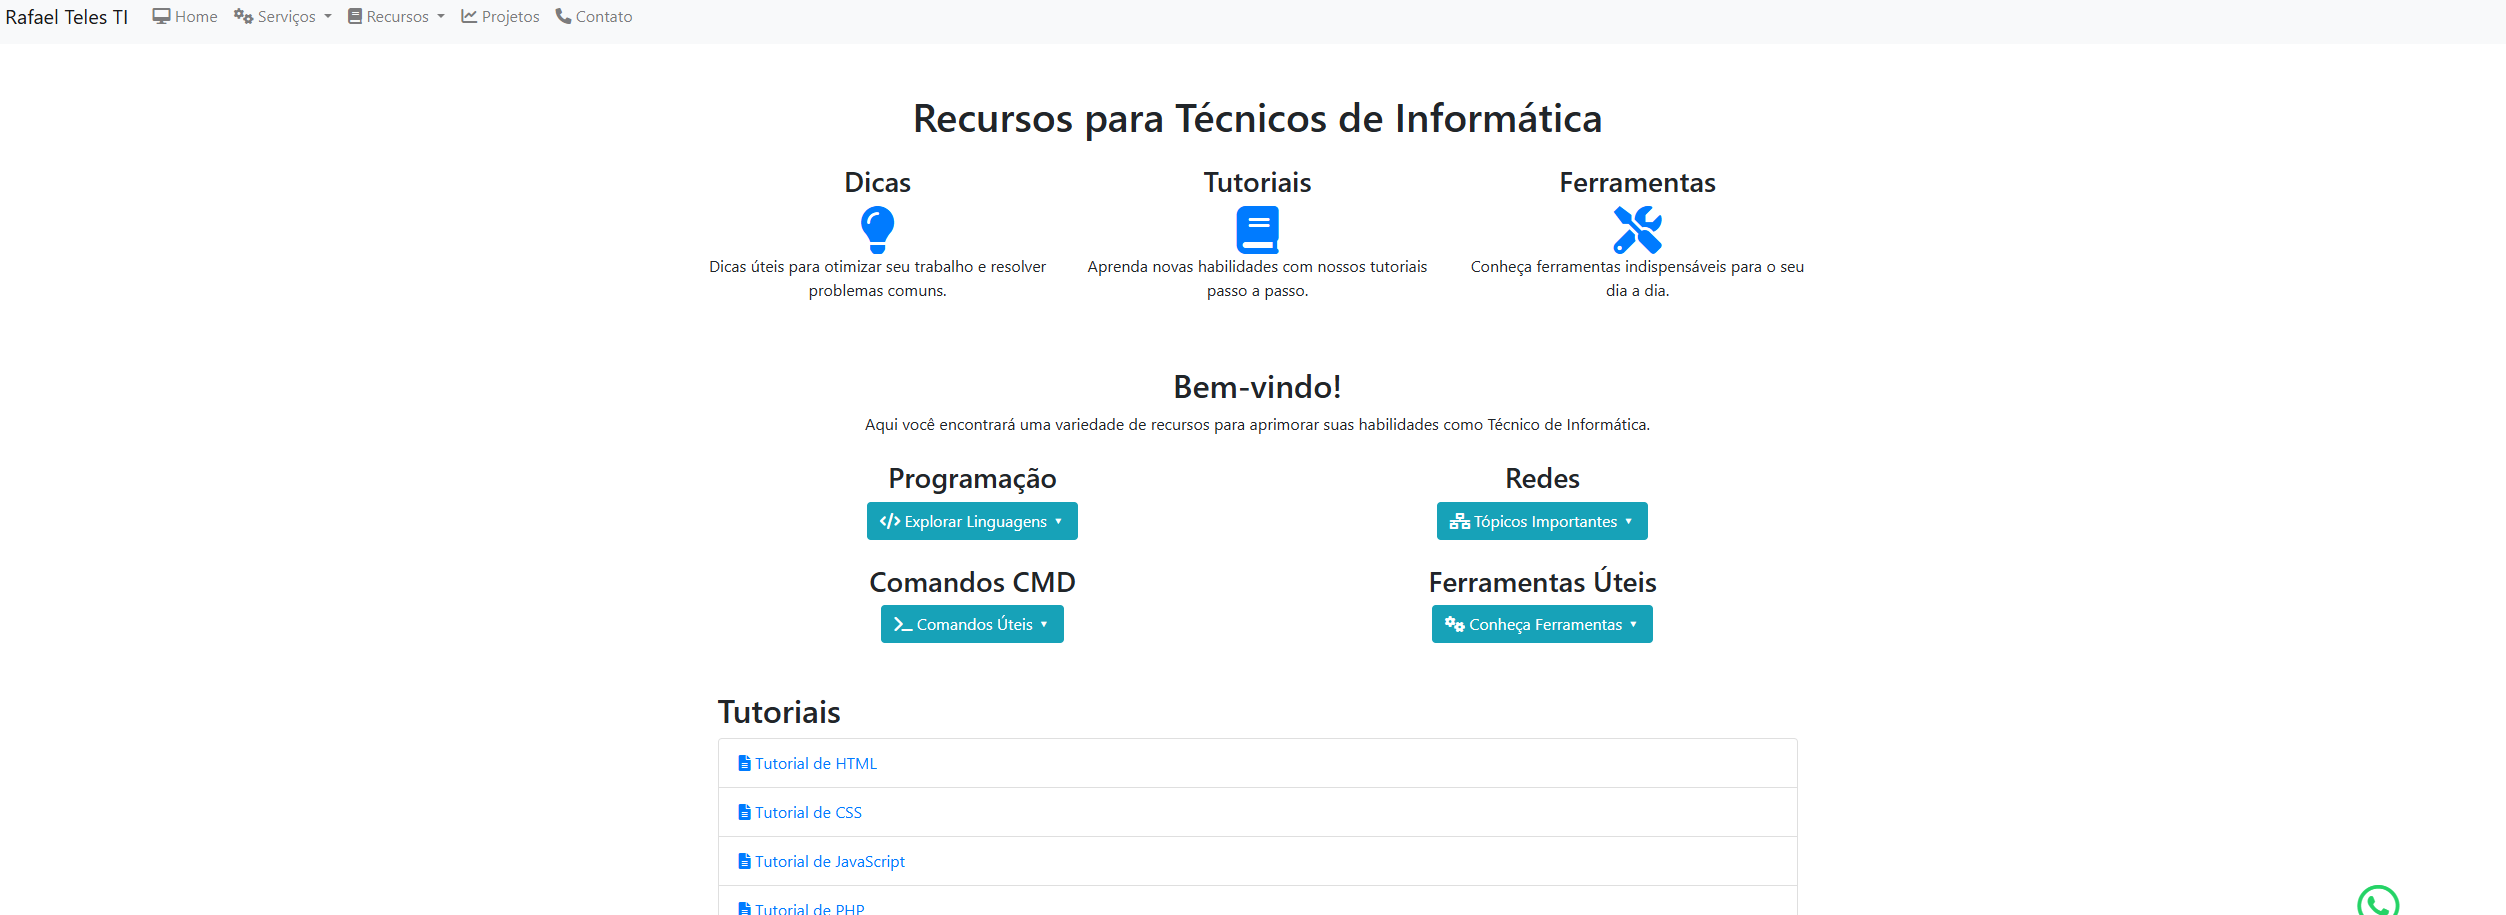 Rafael Teles TI Home Serviços Recursos Projetos Contato
Recursos para Técnicos de Informática
Dicas
Dicas úteis para otimizar seu trabalho e resolver
problemas comuns.
Tutoriais
Aprenda novas habilidades com nossos tutoriais
passo a passo.
Ferramentas
Conheça ferramentas indispensáveis para o seu
dia a dia.
Bem-vindo!
Aqui você encontrará uma variedade de recursos para aprimorar suas habilidades como Técnico de Informática.
Programação
Explorar Linguagens
Redes
Tópicos Importantes
Comandos CMD
Comandos Úteis
Ferramentas Úteis
Conheça Ferramentas
Tutoriais
Tutorial de HTML
Tutorial de CSS
Tutorial de JavaScript
Tutorial de PHP